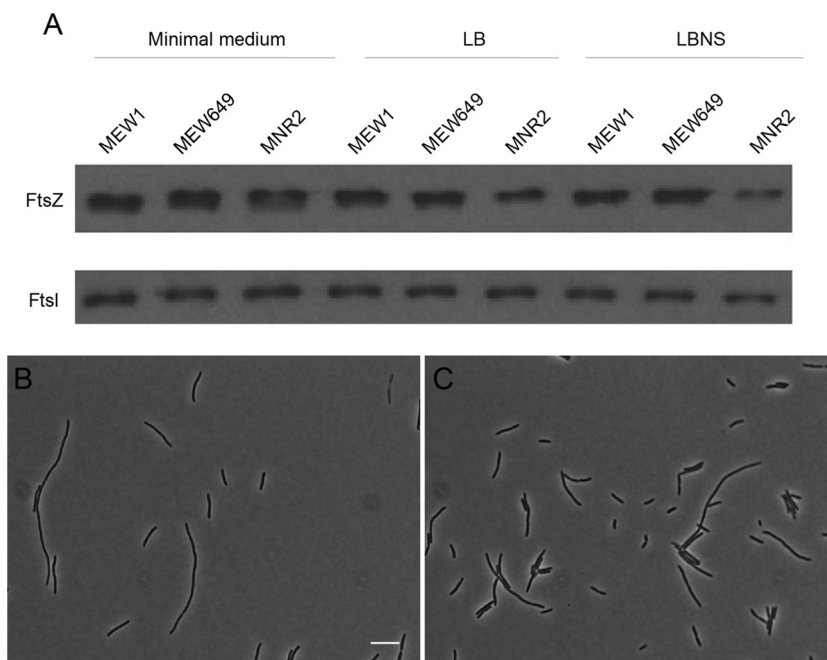 A
Minimal medium LB LBNS
MEW1 MEW649 MNR2 MEW1 MEW649 MNR2 MEW1 MEW649 MNR2
FtsZ
FtsI
B C